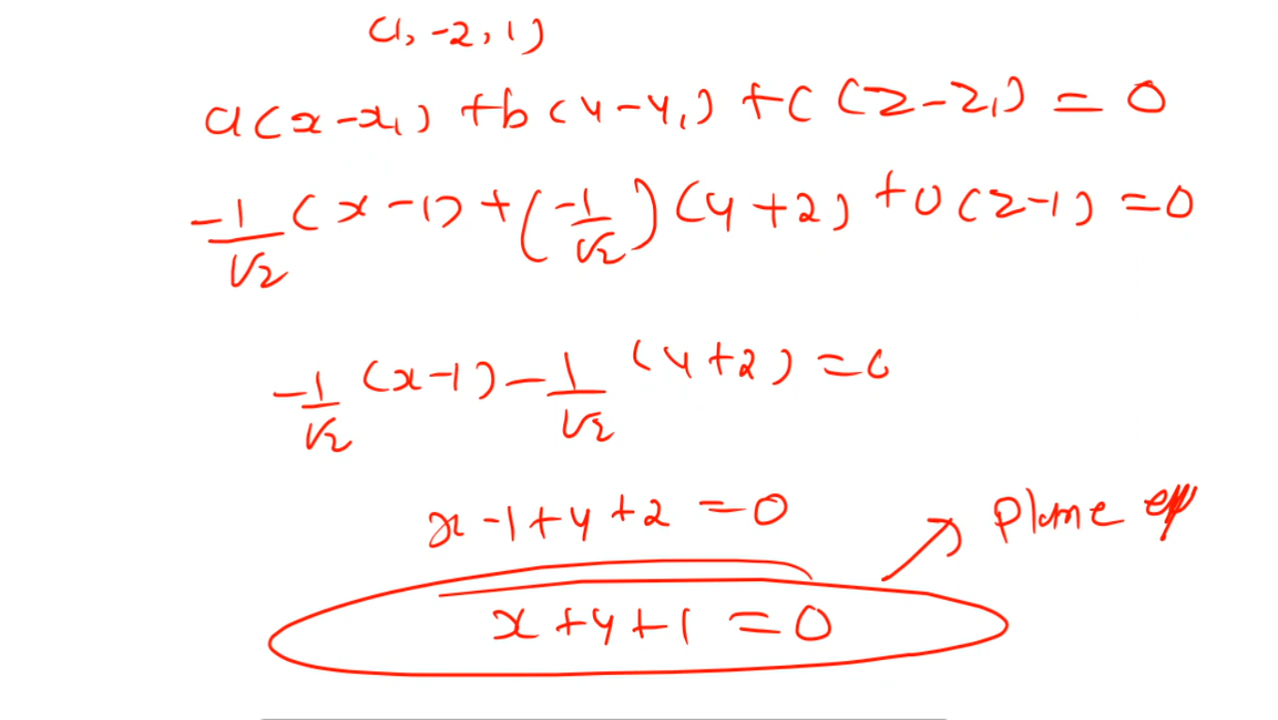 (1, -2, 1)
a(x-x₁) + b(y-y₁) + c(z-z₁) = 0
-1/√2 (x-1) + (-1/√2) (y+2) + 0(z-1) = 0
-1/√2 (x-1) - 1/√2 (y+2) = 0
x-1+y+2 = 0
Plane
x+y+1 = 0